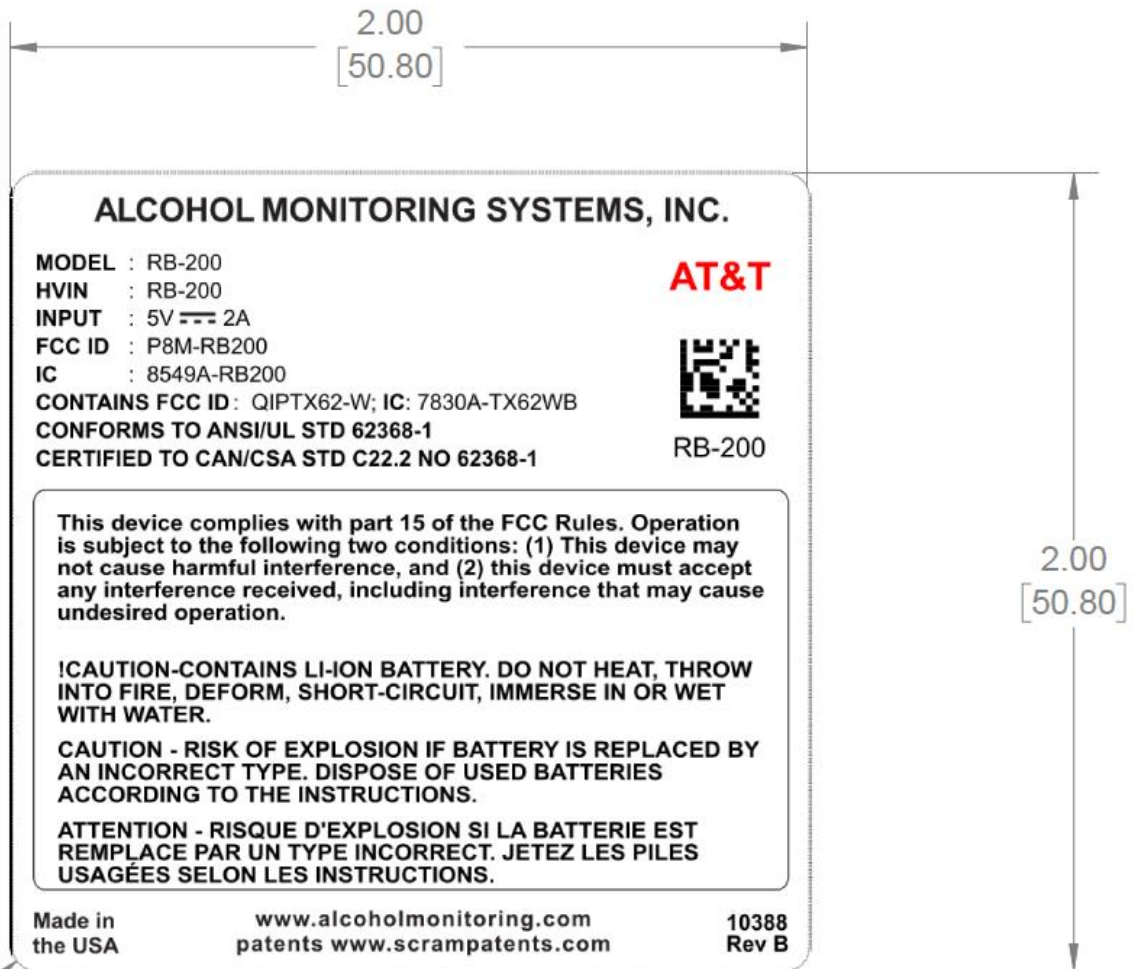 2.00
[50.80]
ALCOHOL MONITORING SYSTEMS, INC.
MODEL : RB-200
HVIN : RB-200
INPUT : 5V ⎓ 2A
FCC ID : P8M-RB200
IC : 8549A-RB200
CONTAINS FCC ID : QIPTX62-W; IC: 7830A-TX62WB
CONFORMS TO ANSI/UL STD 62368-1
CERTIFIED TO CAN/CSA STD C22.2 NO 62368-1
AT&T
RB-200
This device complies with part 15 of the FCC Rules. Operation
is subject to the following two conditions: (1) This device may
not cause harmful interference, and (2) this device must accept
any interference received, including interference that may cause
undesired operation.
!CAUTION-CONTAINS LI-ION BATTERY. DO NOT HEAT, THROW
INTO FIRE, DEFORM, SHORT-CIRCUIT, IMMERSE IN OR WET
WITH WATER.
CAUTION - RISK OF EXPLOSION IF BATTERY IS REPLACED BY
AN INCORRECT TYPE. DISPOSE OF USED BATTERIES
ACCORDING TO THE INSTRUCTIONS.
ATTENTION - RISQUE D'EXPLOSION SI LA BATTERIE EST
REMPLACE PAR UN TYPE INCORRECT. JETEZ LES PILES
USAGÉES SELON LES INSTRUCTIONS.
Made in
the USA
www.alcoholmonitoring.com
patents www.scrampatents.com
10388
Rev B
2.00
[50.80]